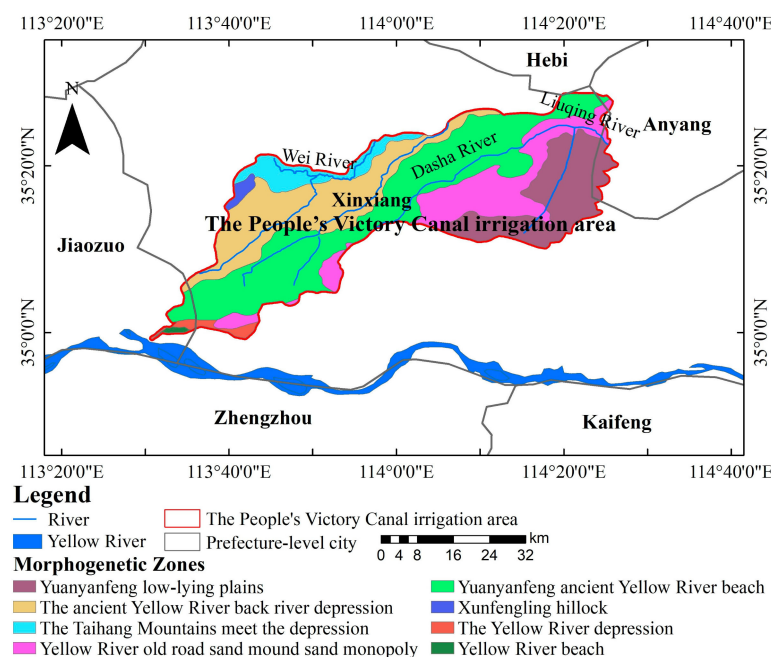 113°20'0"E 113°40'0"E 114°0'0"E 114°20'0"E 114°40'0"E
Hebi
N
Liuqing River
Anyang
Wei River
Dasha River
35°20'0"N
35°20'0"N
Xinxiang
The People's Victory Canal irrigation area
Jiaozuo
35°0'0"N
35°0'0"N
Zhengzhou
Kaifeng
113°20'0"E 113°40'0"E 114°0'0"E 114°20'0"E 114°40'0"E
Legend
River
The People's Victory Canal irrigation area
Yellow River
Prefecture-level city
km
0 4 8 16 24 32
Morphogenetic Zones
Yuanyanfeng low-lying plains
Yuanyanfeng ancient Yellow River beach
The ancient Yellow River back river depression
Xunfengling hillock
The Taihang Mountains meet the depression
The Yellow River depression
Yellow River old road sand mound sand monopoly
Yellow River beach